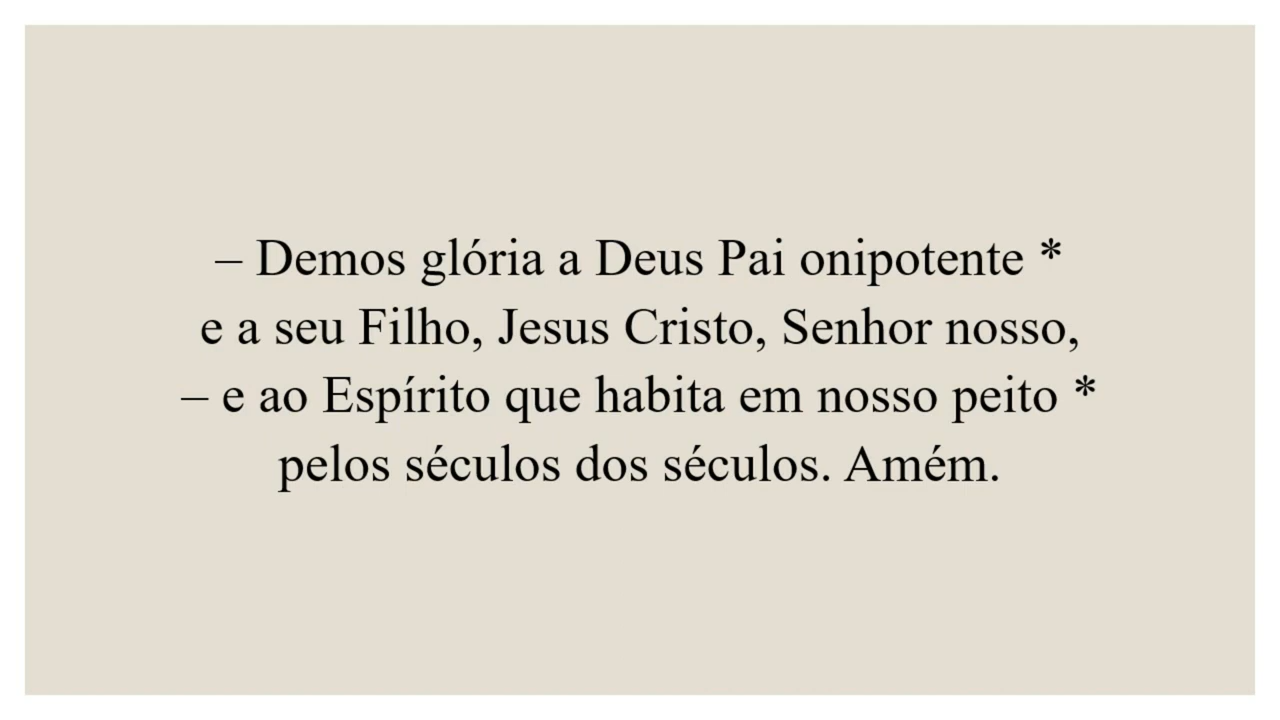 – Demos glória a Deus Pai onipotente *
e a seu Filho, Jesus Cristo, Senhor nosso,
– e ao Espírito que habita em nosso peito *
pelos séculos dos séculos. Amém.